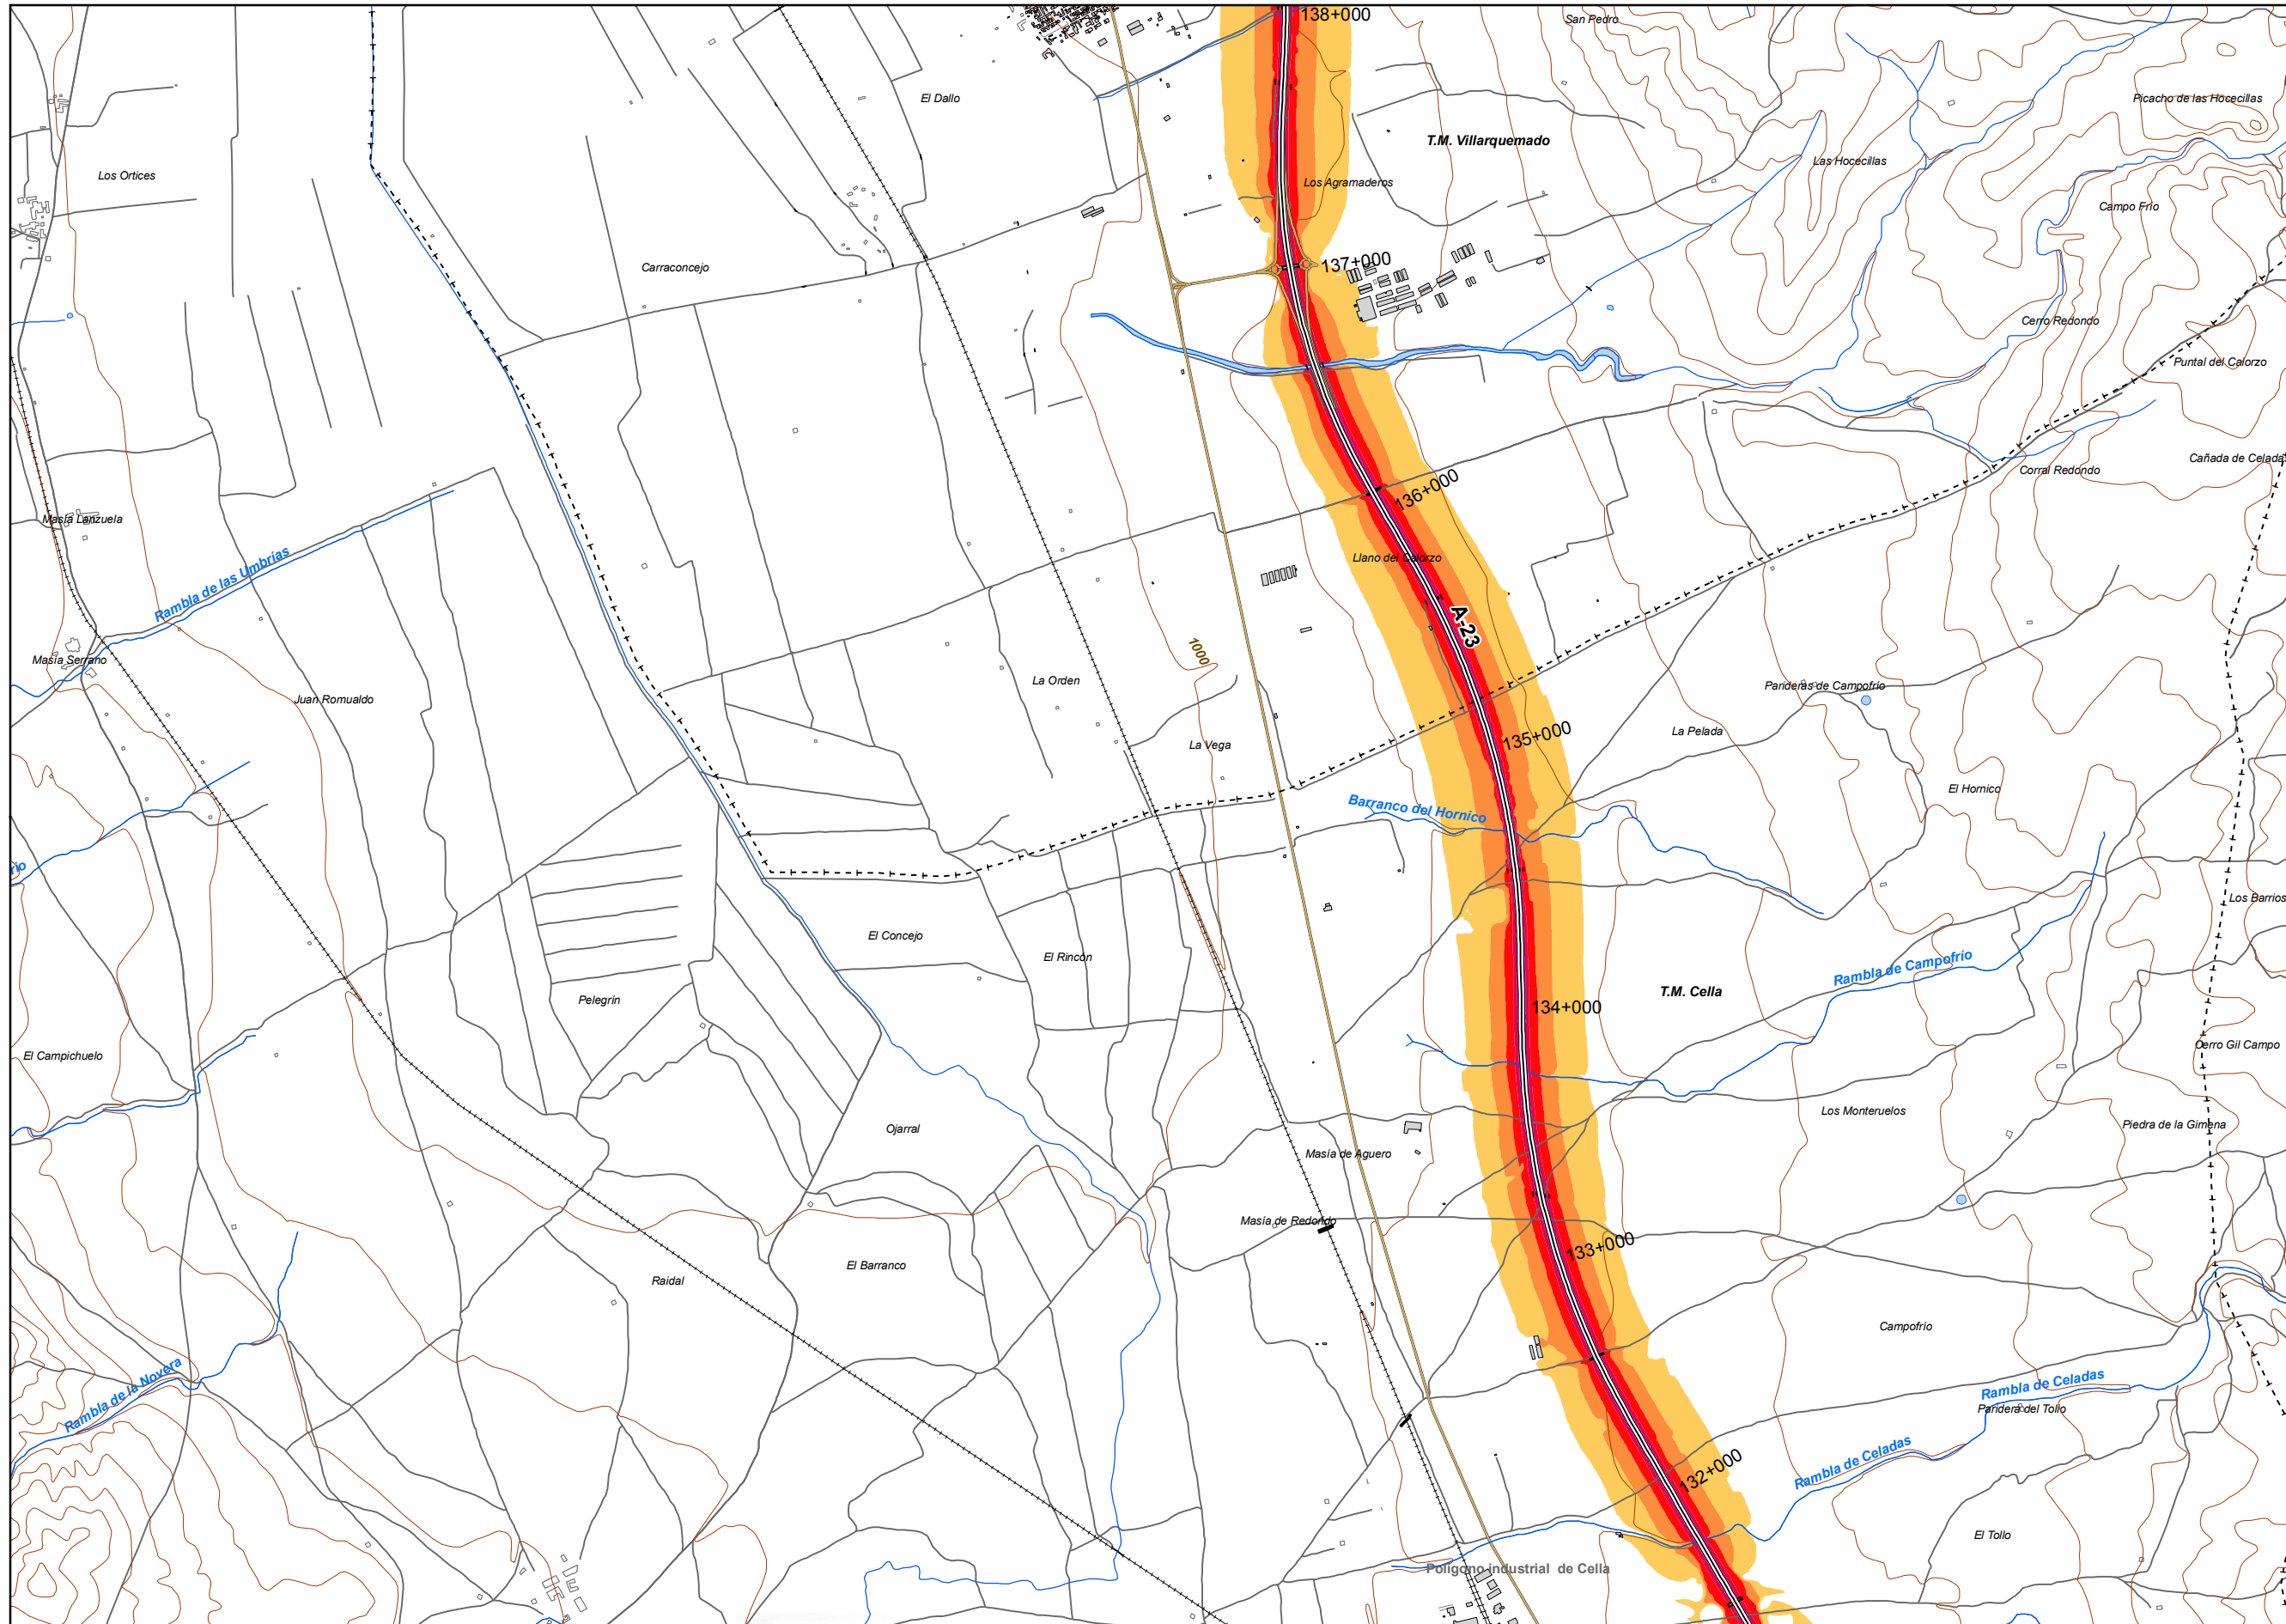 138+000
San Pedro
El Dallo
Picacho de las Hocecillas
T.M. Villarquemado
Las Hocecillas
Los Ortices
Los Agramaderos
Campo Frío
Carraconcejo
137+000
Cerro Redondo
Puntal del Calorzo
Cañada de Celadas
Corral Redondo
136+000
Masía Lanzuela
Llano del Calorzo
Rambla de las Umbrías
A-23
1000
Masía Serrano
La Orden
Juan Romualdo
Parideras de Campofrío
La Pelada
135+000
La Vega
El Hornico
Barranco del Hornico
río
Los Barrios
El Concejo
El Rincón
Rambla de Campofrío
T.M. Cella
Pelegrín
134+000
El Campichuelo
Cerro Gil Campo
Los Monteruelos
Ojarral
Piedra de la Gimena
Masía de Aguero
Masía de Redondo
133+000
El Barranco
Raidal
Campofrío
Rambla de la Novera
Rambla de Celadas
Paridera del Tollo
Rambla de Celadas
132+000
El Tollo
Polígono industrial de Cella